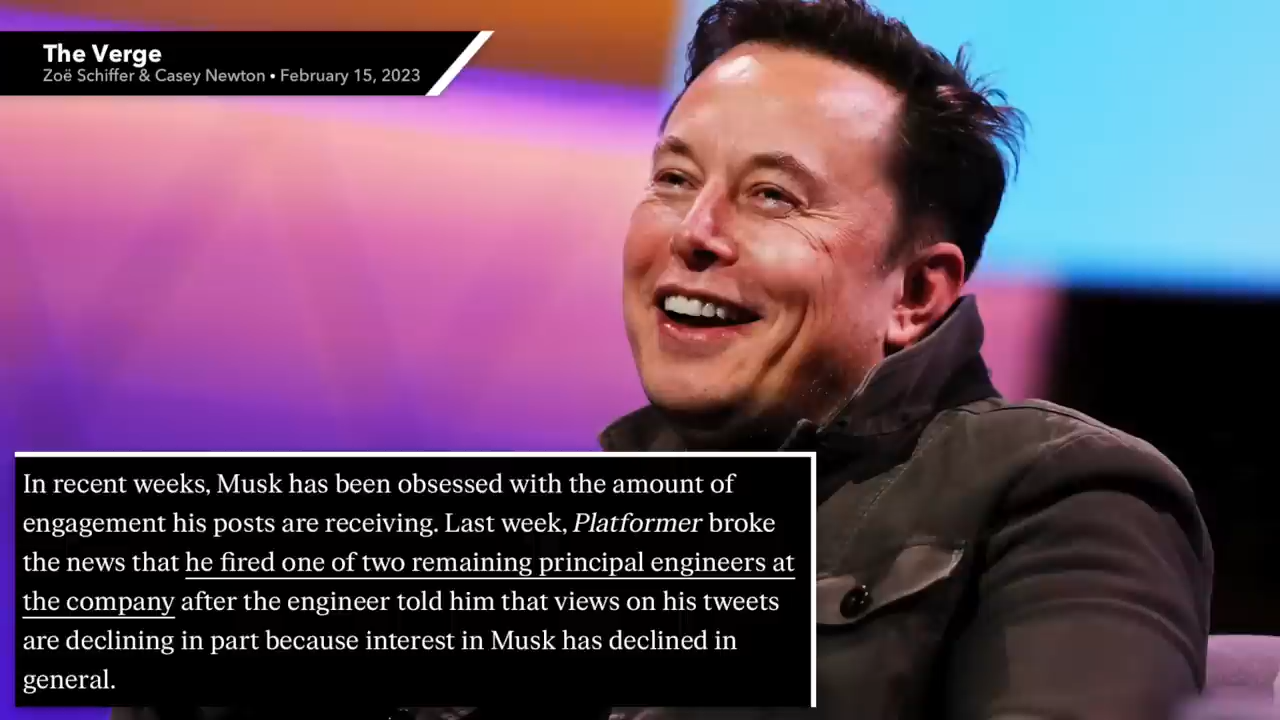 The Verge
Zoë Schiffer & Casey Newton • February 15, 2023
In recent weeks, Musk has been obsessed with the amount of
engagement his posts are receiving. Last week, Platformer broke
the news that he fired one of two remaining principal engineers at
the company after the engineer told him that views on his tweets
are declining in part because interest in Musk has declined in
general.